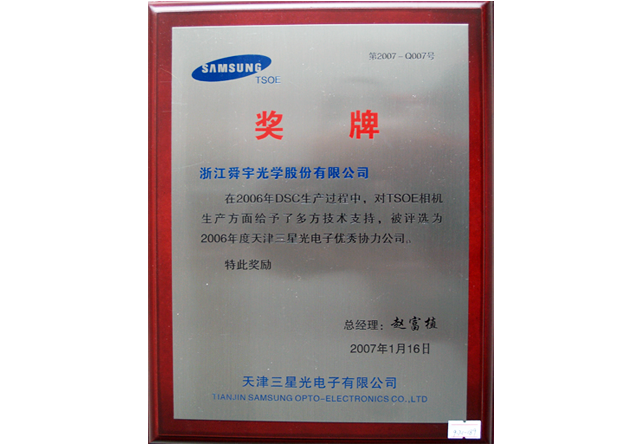 SAMSUNG
TSOE
第2007-Q007号
奖 牌
浙江舜宇光学股份有限公司
在2006年DSC生产过程中，对TSOE相机
生产方面给予了多方技术支持，被评选为
2006年度天津三星光电子优秀协力公司。
特此奖励
总经理：赵富植
2007年1月16日
天津三星光电子有限公司
TIANJIN SAMSUNG OPTO-ELECTRONICS CO.,LTD